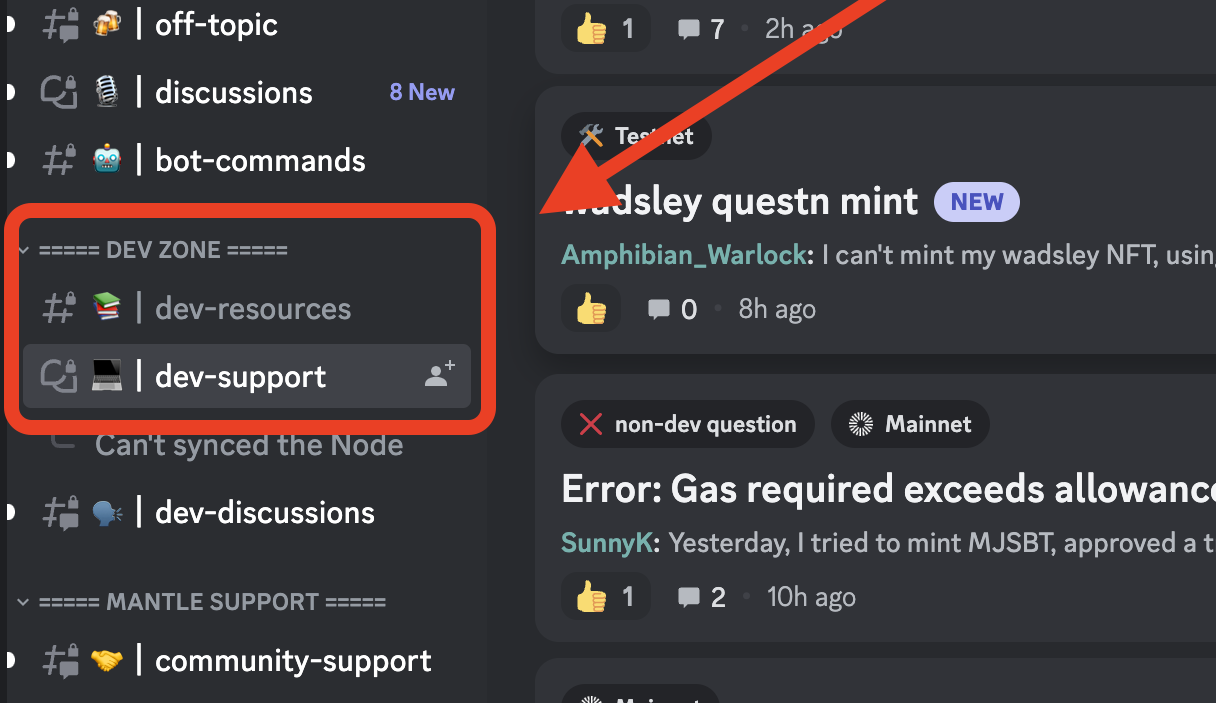 | off-topic
| discussions 8 New
| bot-commands
===== DEV ZONE =====
| dev-resources
| dev-support
Can't synced the Node
| dev-discussions
===== MANTLE SUPPORT =====
| community-support
1 7 • 2h ago
Testnet
wadsley questn mint NEW
Amphibian_Warlock: I can't mint my wadsley NFT, using
0 • 8h ago
non-dev question Mainnet
Error: Gas required exceeds allowance
SunnyK: Yesterday, I tried to mint MJSBT, approved a t
1 2 • 10h ago
Mainnet